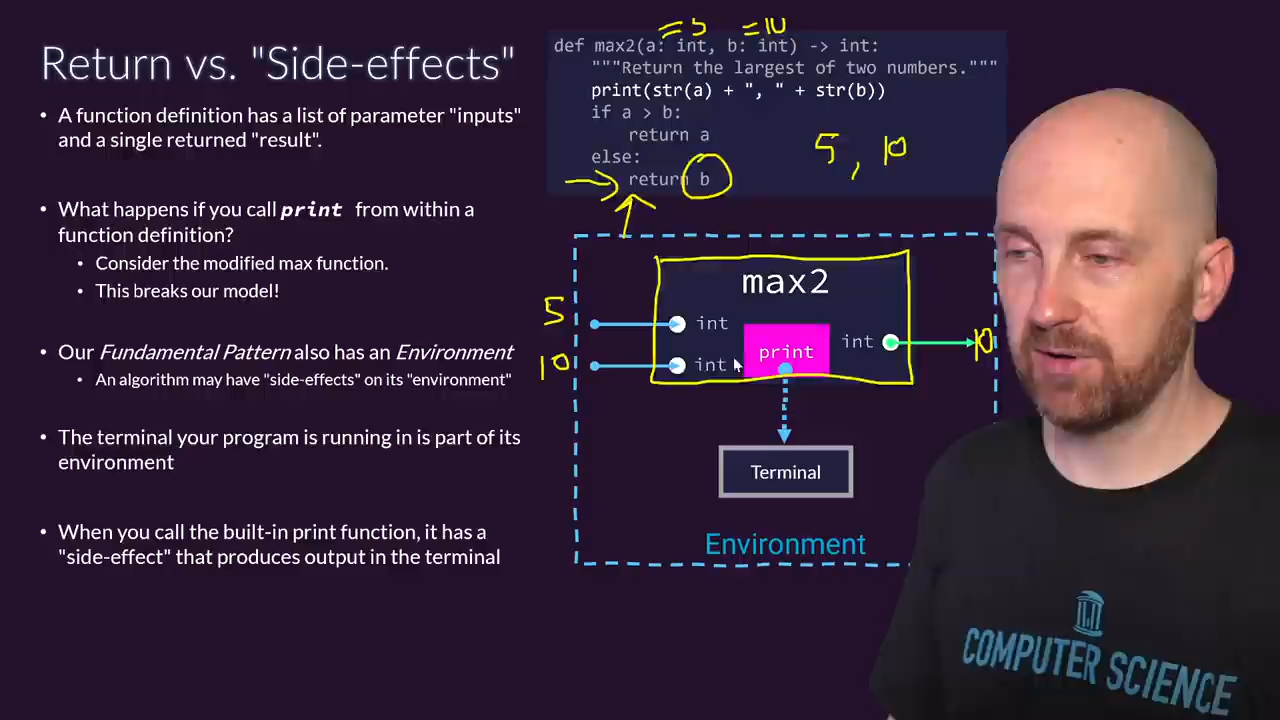 Return vs. "Side-effects"
• A function definition has a list of parameter "inputs"
and a single returned "result".
• What happens if you call print from within a
function definition?
• Consider the modified max function.
• This breaks our model!
• Our Fundamental Pattern also has an Environment
• An algorithm may have "side-effects" on its "environment"
• The terminal your program is running in is part of its
environment
• When you call the built-in print function, it has a
"side-effect" that produces output in the terminal
=5 =10
def max2(a: int, b: int) -> int:
"""Return the largest of two numbers."""
print(str(a) + ", " + str(b))
if a > b:
return a
else:
return b
5, 10
max2
5
int
10
int
print
int
10
Terminal
Environment
COMPUTER SCIENCE